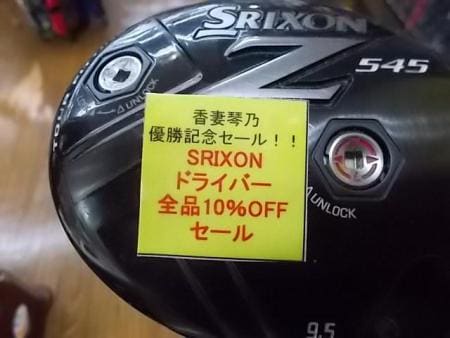 SRIXON
Z 545
UNLOCK
香妻琴乃
優勝記念セール!!
SRIXON
ドライバー
全品10%OFF
セール
UNLOCK
9.5